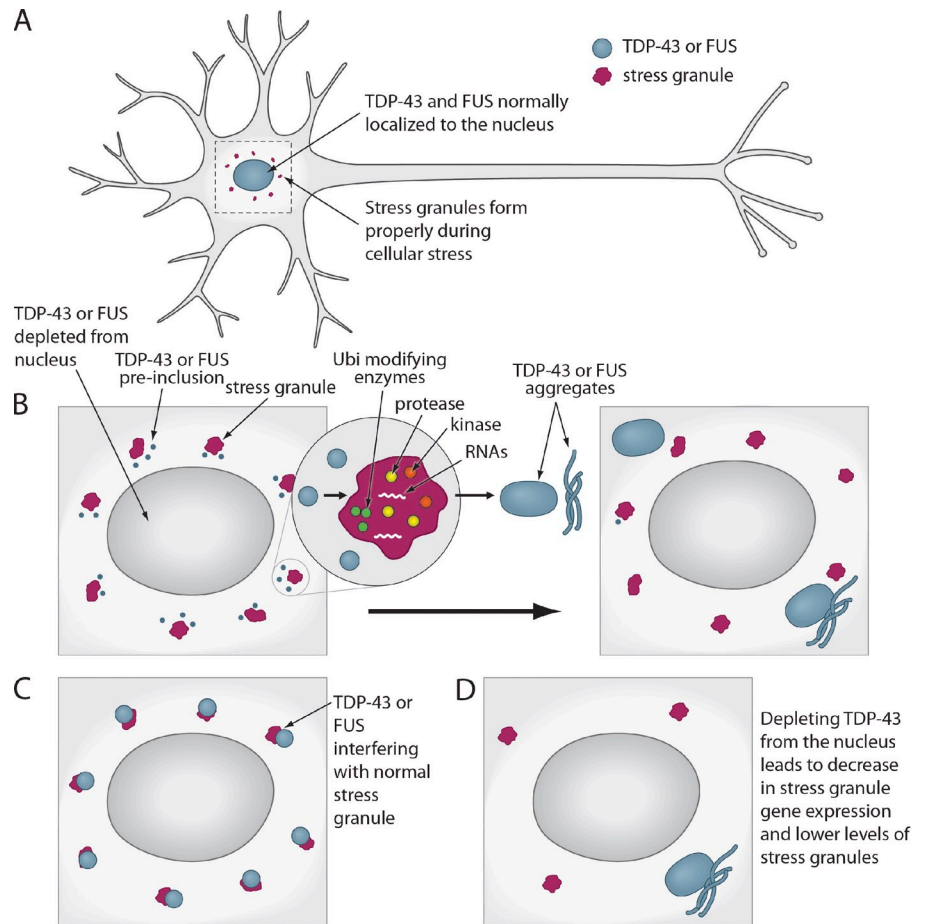 A
TDP-43 or FUS
stress granule
TDP-43 and FUS normally
localized to the nucleus
Stress granules form
properly during
cellular stress
TDP-43 or FUS
depleted from
nucleus
TDP-43 or FUS
pre-inclusion
stress granule
Ubi modifying
enzymes
protease
kinase
RNAs
TDP-43 or FUS
aggregates
B
C
TDP-43 or
FUS
interfering
with normal
stress
granule
D
Depleting TDP-43
from the nucleus
leads to decrease
in stress granule
gene expression
and lower levels of
stress granules